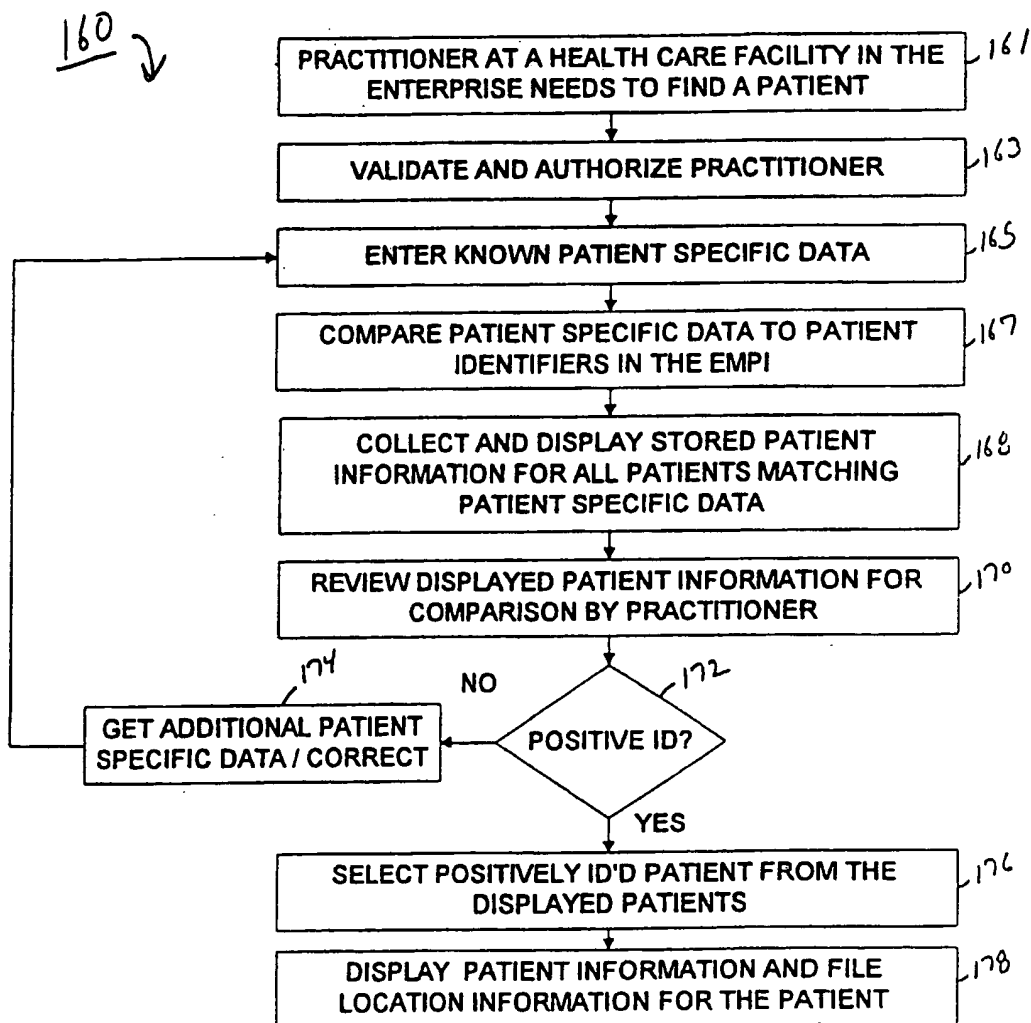 160
PRACTITIONER AT A HEALTH CARE FACILITY IN THE
ENTERPRISE NEEDS TO FIND A PATIENT
161
VALIDATE AND AUTHORIZE PRACTITIONER
163
ENTER KNOWN PATIENT SPECIFIC DATA
165
COMPARE PATIENT SPECIFIC DATA TO PATIENT
IDENTIFIERS IN THE EMPI
167
COLLECT AND DISPLAY STORED PATIENT
INFORMATION FOR ALL PATIENTS MATCHING
PATIENT SPECIFIC DATA
168
REVIEW DISPLAYED PATIENT INFORMATION FOR
COMPARISON BY PRACTITIONER
170
172
POSITIVE ID?
NO
174
GET ADDITIONAL PATIENT
SPECIFIC DATA / CORRECT
YES
SELECT POSITIVELY ID'D PATIENT FROM THE
DISPLAYED PATIENTS
176
DISPLAY PATIENT INFORMATION AND FILE
LOCATION INFORMATION FOR THE PATIENT
178